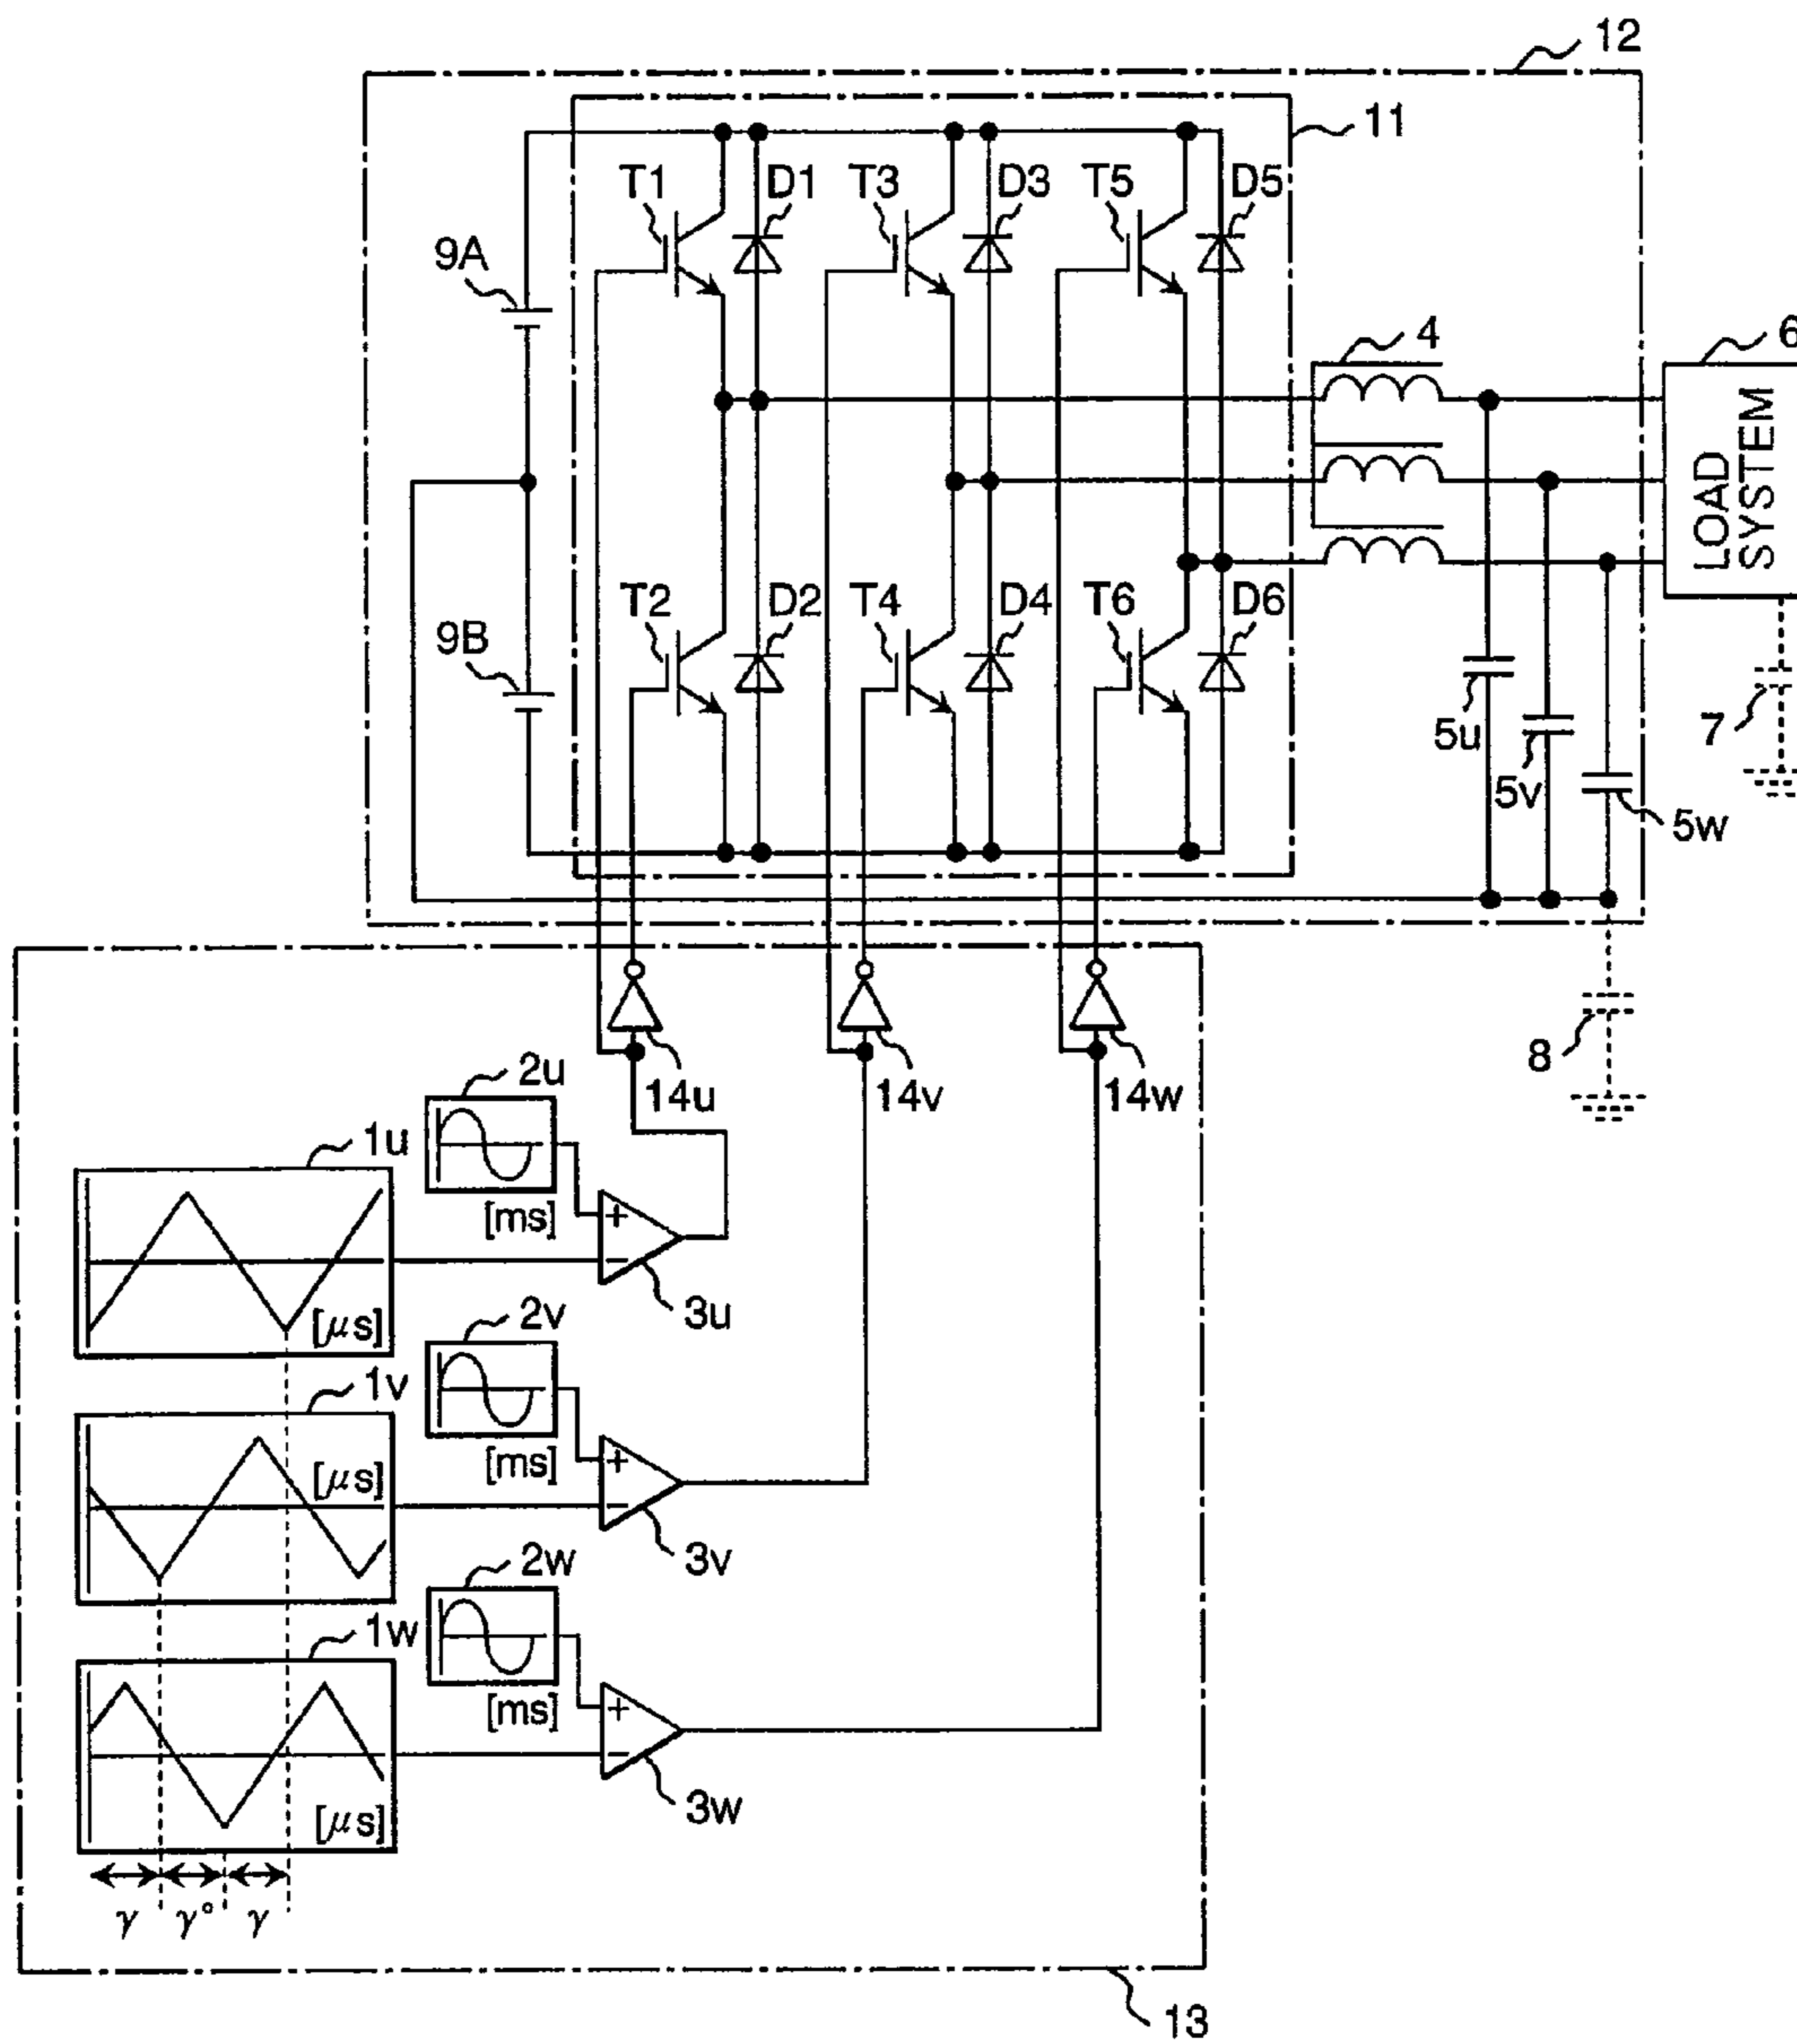 12
11
T1
D1
T3
D3
T5
D5
9A
4
6
LOAD
SYSTEM
T2
D2
T4
D4
T6
D6
9B
5u
7
5v
5w
8
14u
14v
14w
2u
1u
[ms]
+
−
3u
[μs]
2v
1v
[μs]
[ms]
+
−
3v
2w
1w
[ms]
+
−
3w
[μs]
γ γ° γ
13